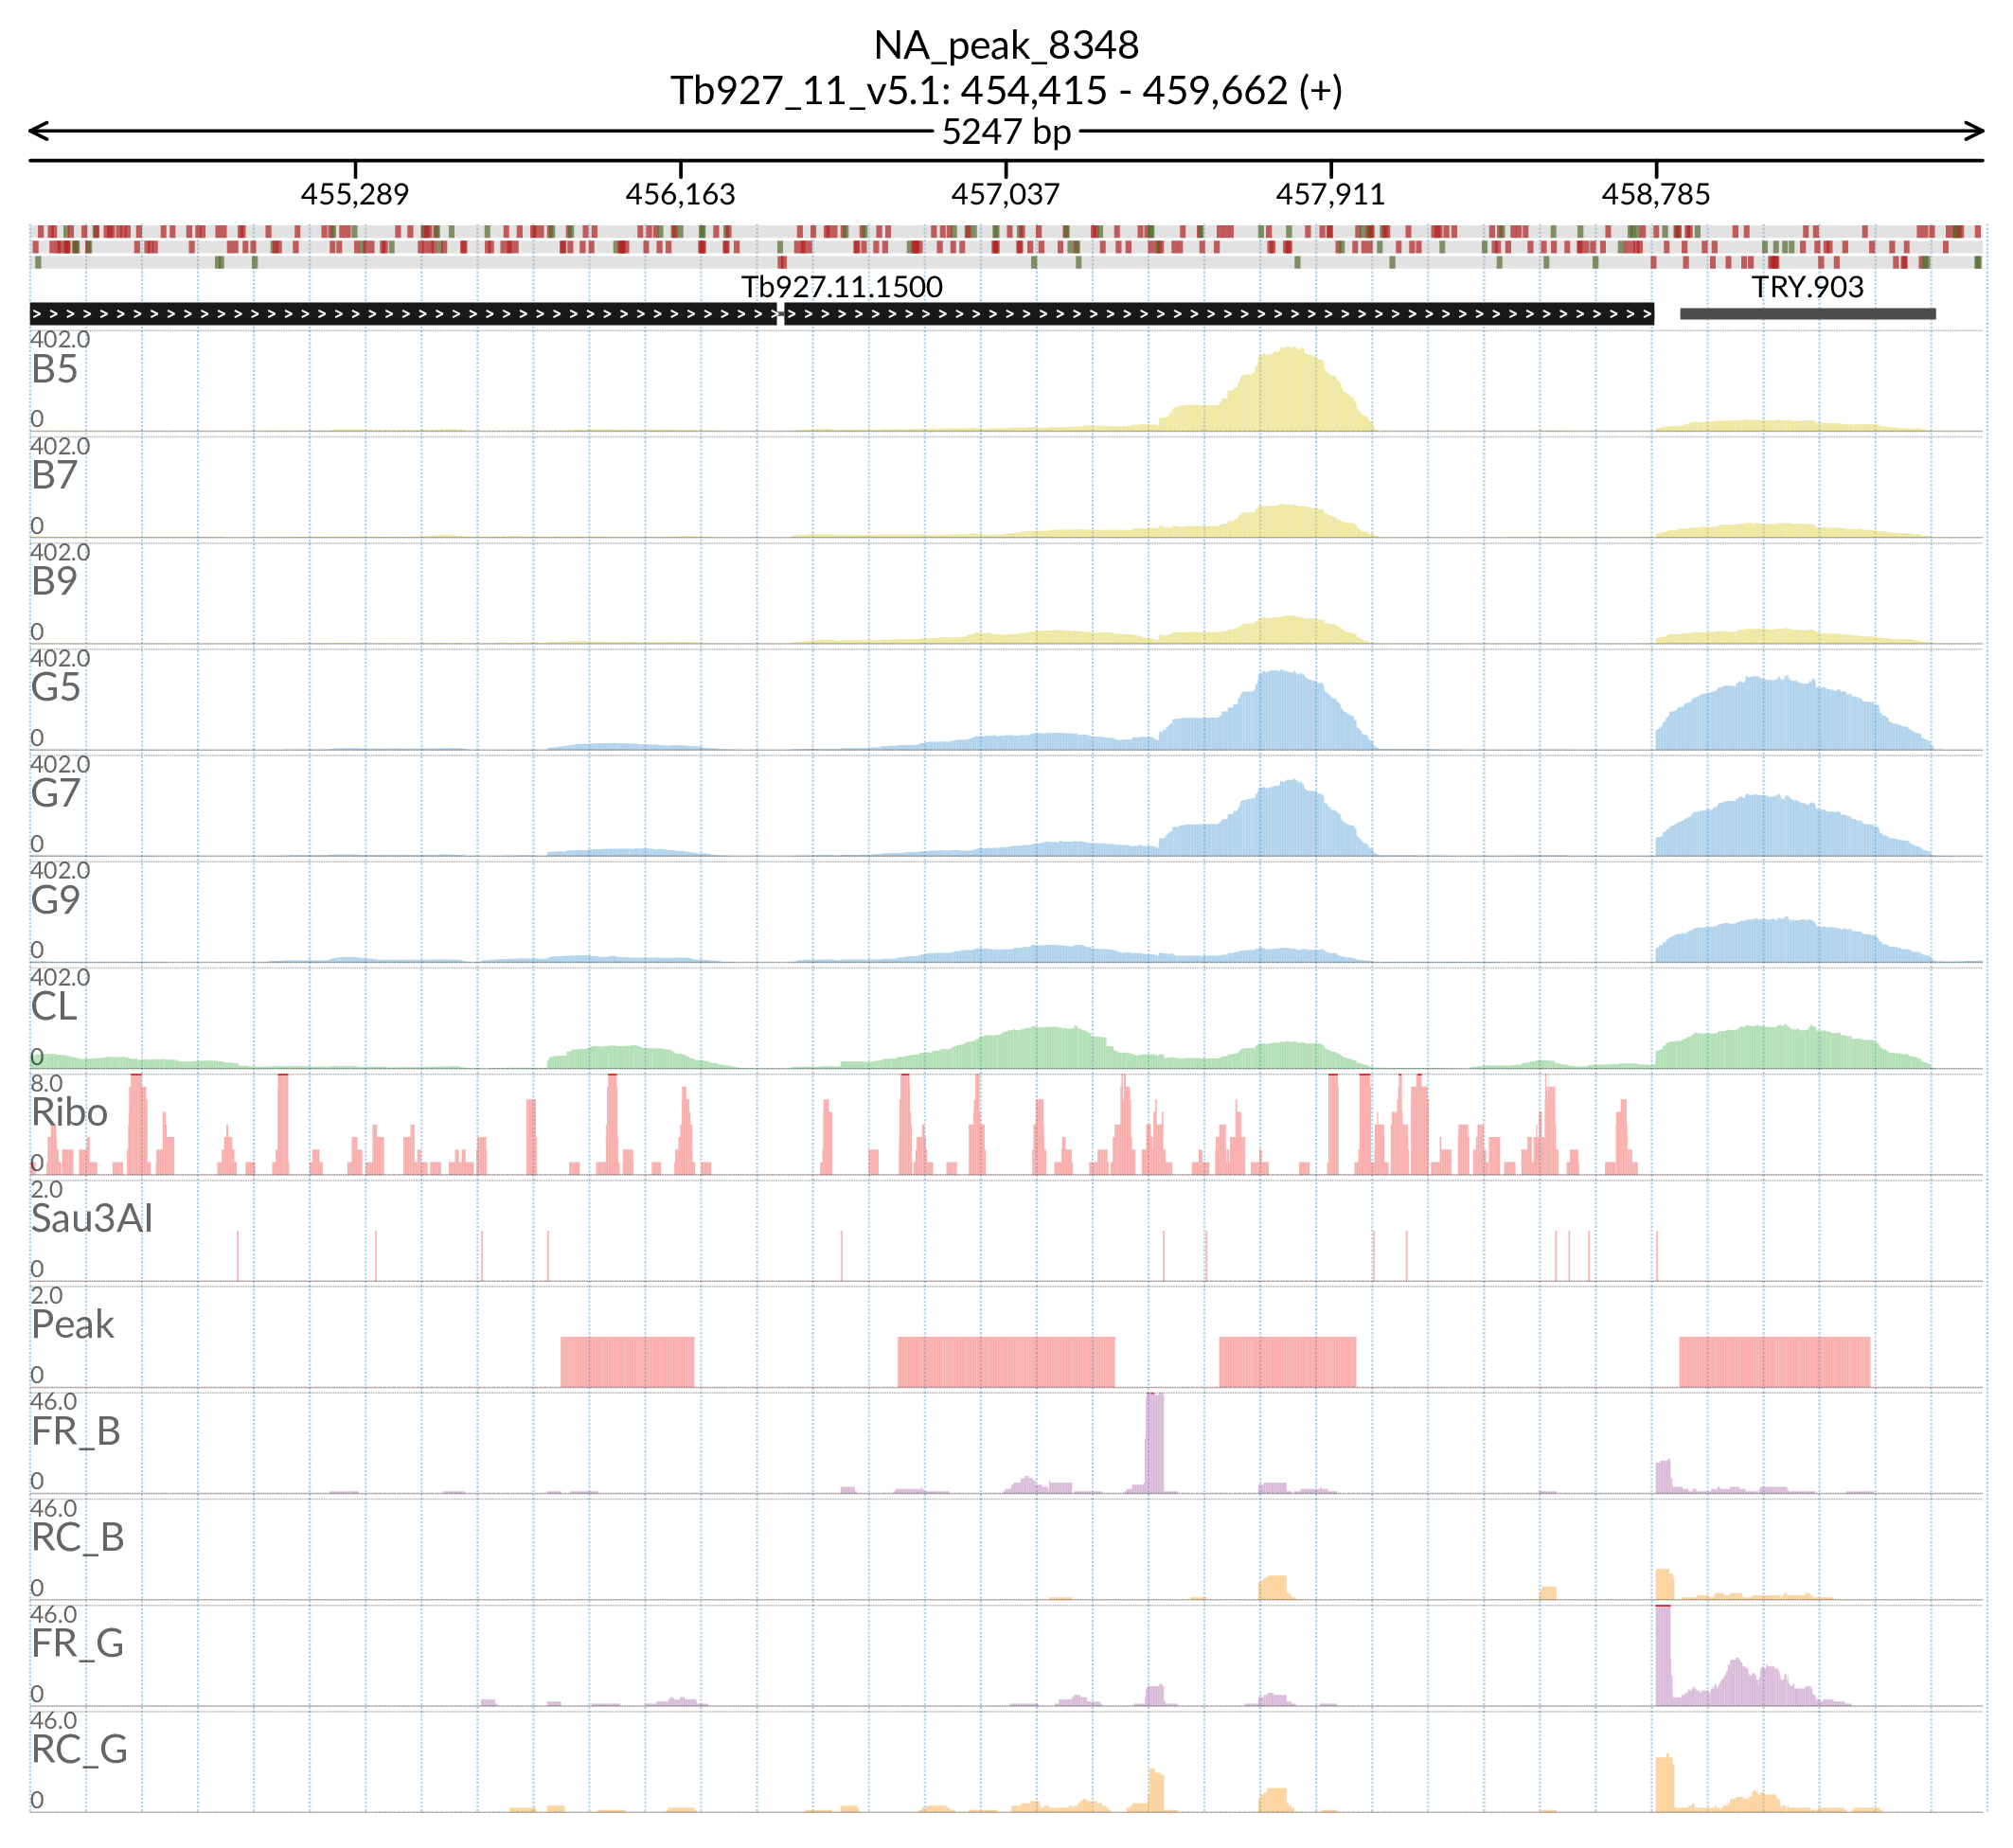 NA_peak_8348
Tb927_11_v5.1: 454,415 - 459,662 (+)
5247 bp
455,289 456,163 457,037 457,911 458,785
Tb927.11.1500 TRY.903
402.0
B5
0
402.0
B7
0
402.0
B9
0
402.0
G5
0
402.0
G7
0
402.0
G9
0
402.0
CL
0
8.0
Ribo
0
2.0
Sau3AI
0
2.0
Peak
0
46.0
FR_B
0
46.0
RC_B
0
46.0
FR_G
0
46.0
RC_G
0